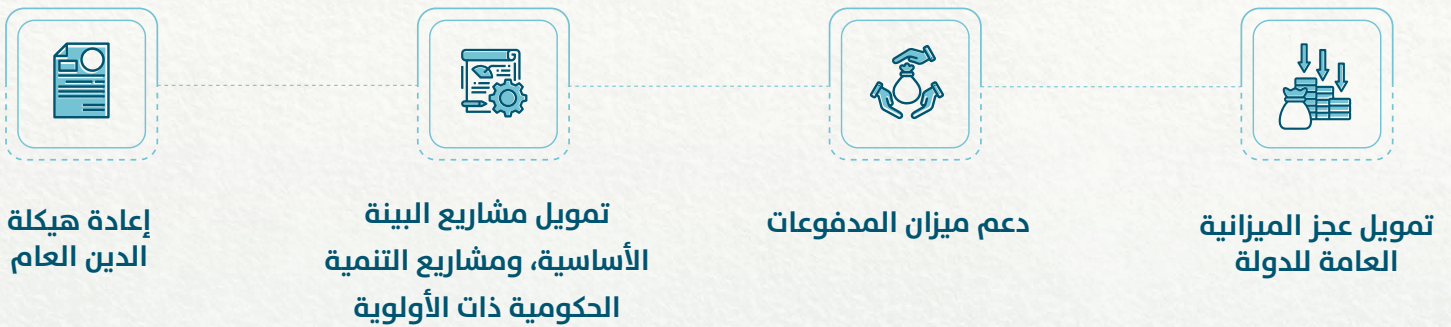 تمويل عجز الميزانية
العامة للدولة
دعم ميزان المدفوعات
تمويل مشاريع البينة
الأساسية، ومشاريع التنمية
الحكومية ذات الأولوية
إعادة هيكلة
الدين العام